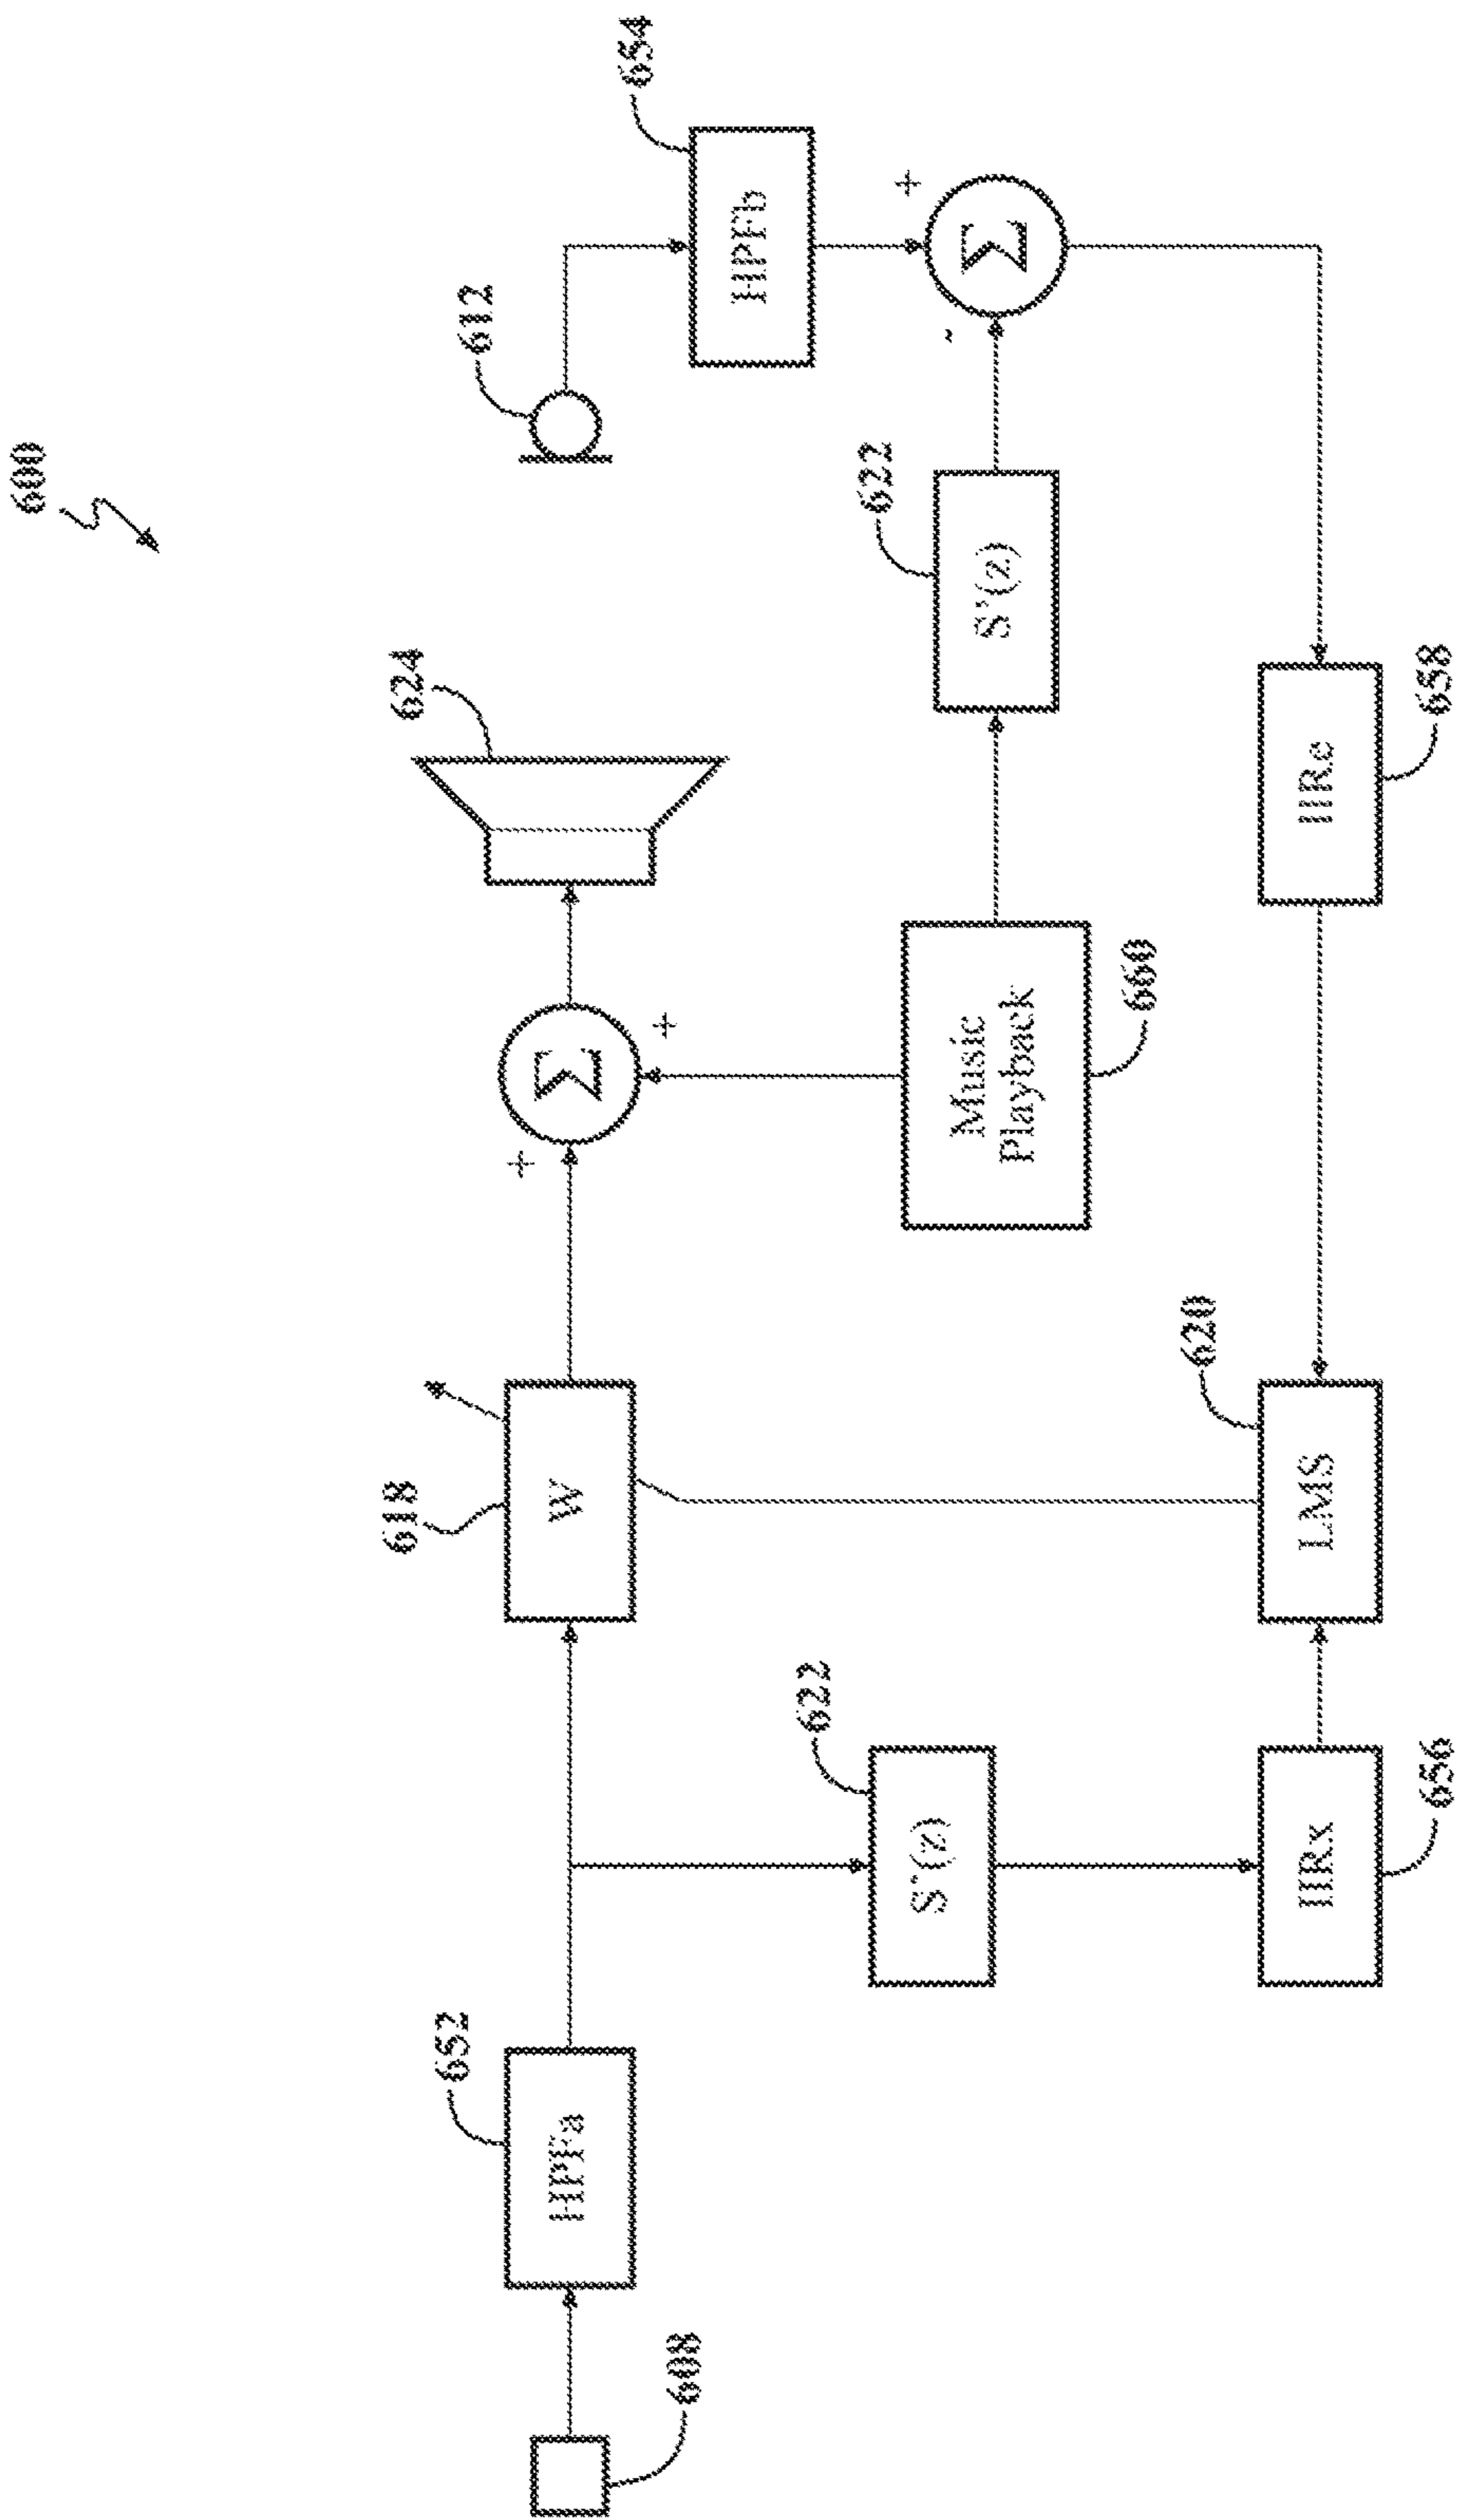 600
654
612
HPFb
+
Σ
-
622
S'(z)
624
658
IIRe
Σ
+
+
Music
Playback
660
618
W
620
LMS
622
S'(z)
656
IIRx
652
HPFa
608